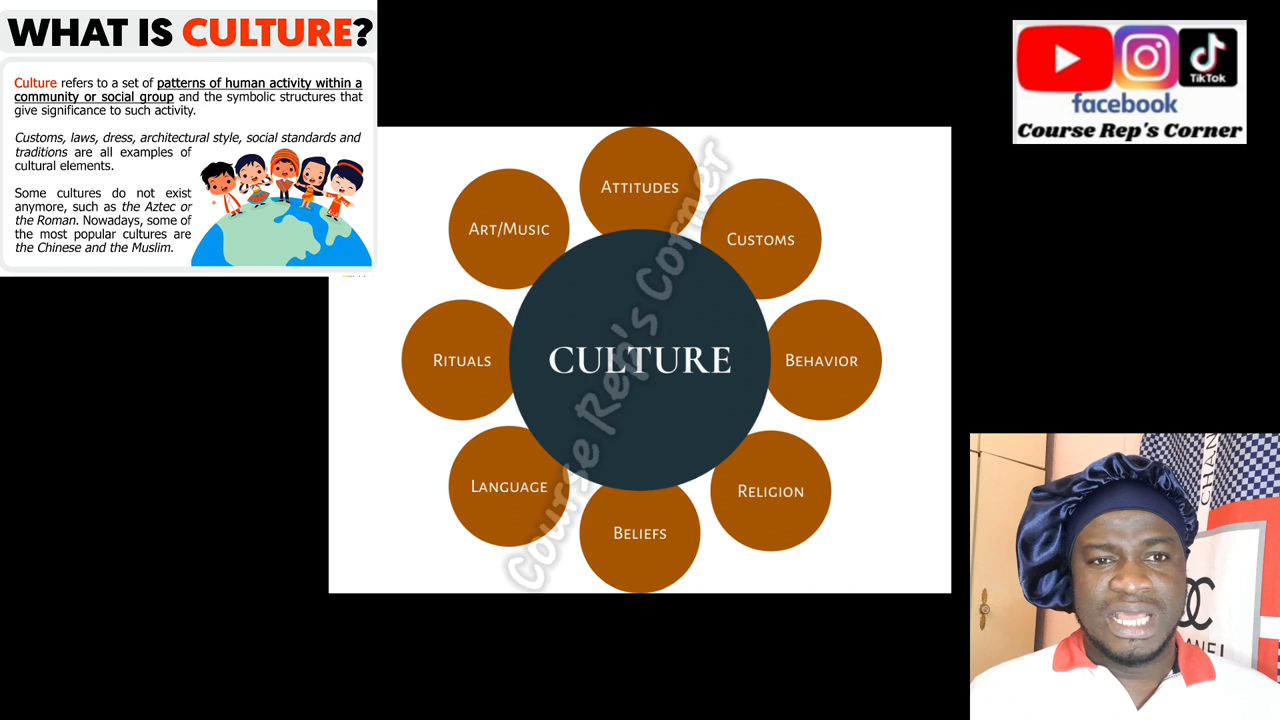 WHAT IS CULTURE?
Culture refers to a set of patterns of human activity within a
community or social group and the symbolic structures that
give significance to such activity.
Customs, laws, dress, architectural style, social standards and
traditions are all examples of
cultural elements.
Some cultures do not exist
anymore, such as the Aztec or
the Roman. Nowadays, some of
the most popular cultures are
the Chinese and the Muslim.
TikTok
facebook
Course Rep's Corner
ATTITUDES
ART/MUSIC
CUSTOMS
RITUALS
CULTURE
BEHAVIOR
LANGUAGE
RELIGION
BELIEFS
Course Rep's Corner
CHAN
CHANEL